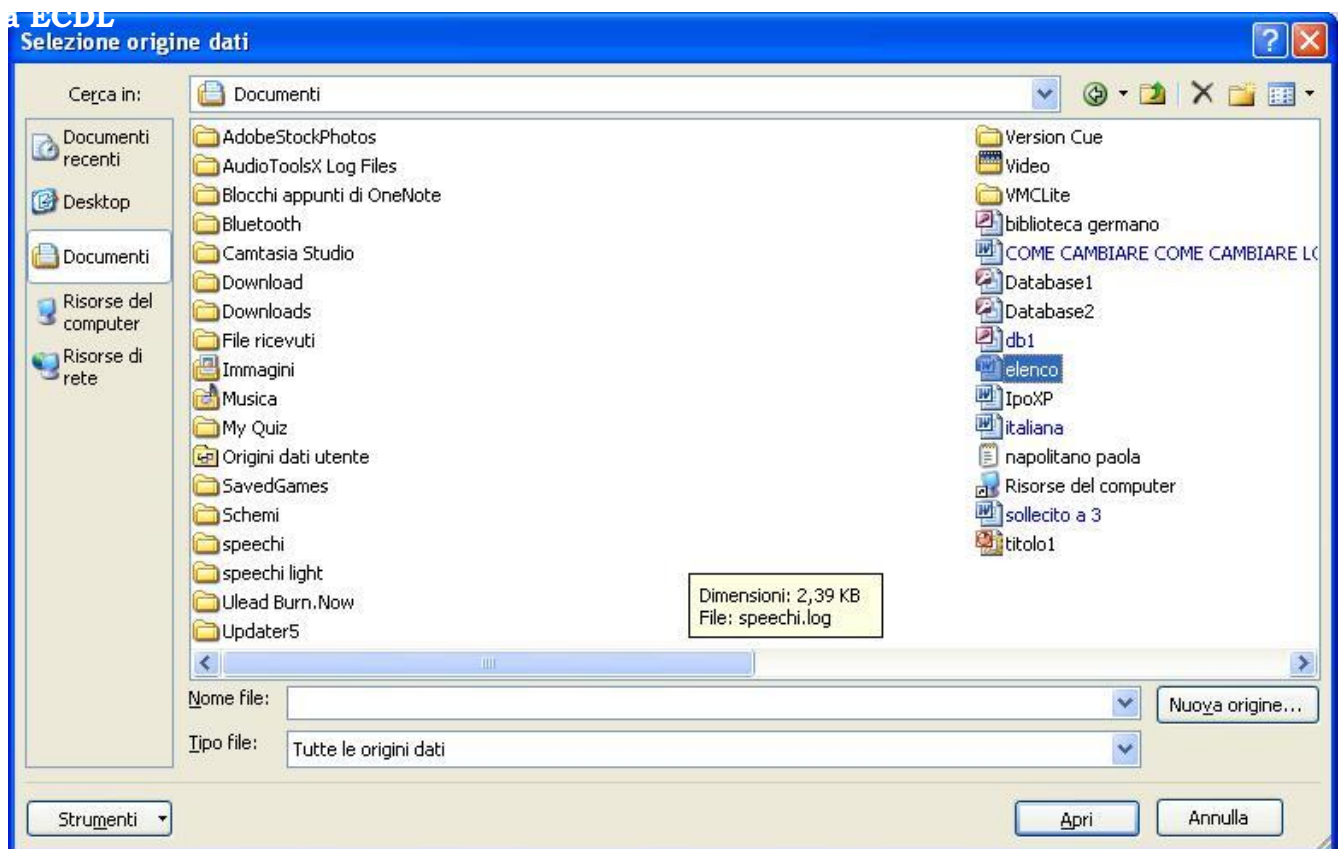 a ECDL
Selezione origine dati
Cerca in:
Documenti
Documenti
recenti
Desktop
Documenti
Risorse del
computer
Risorse di
rete
AdobeStockPhotos
AudioToolsX Log Files
Blocchi appunti di OneNote
Bluetooth
Camtasia Studio
Download
Downloads
File ricevuti
Immagini
Musica
My Quiz
Origini dati utente
SavedGames
Schemi
speechi
speechi light
Ulead Burn.Now
Updater5
Version Cue
Video
VMCLite
biblioteca germano
COME CAMBIARE COME CAMBIARE LO
Database1
Database2
db1
elenco
IpoXP
italiana
napolitano paola
Risorse del computer
sollecito a 3
titolo1
Dimensioni: 2,39 KB
File: speechi.log
Nome file:
Nuova origine...
Tipo file:
Tutte le origini dati
Strumenti
Apri
Annulla